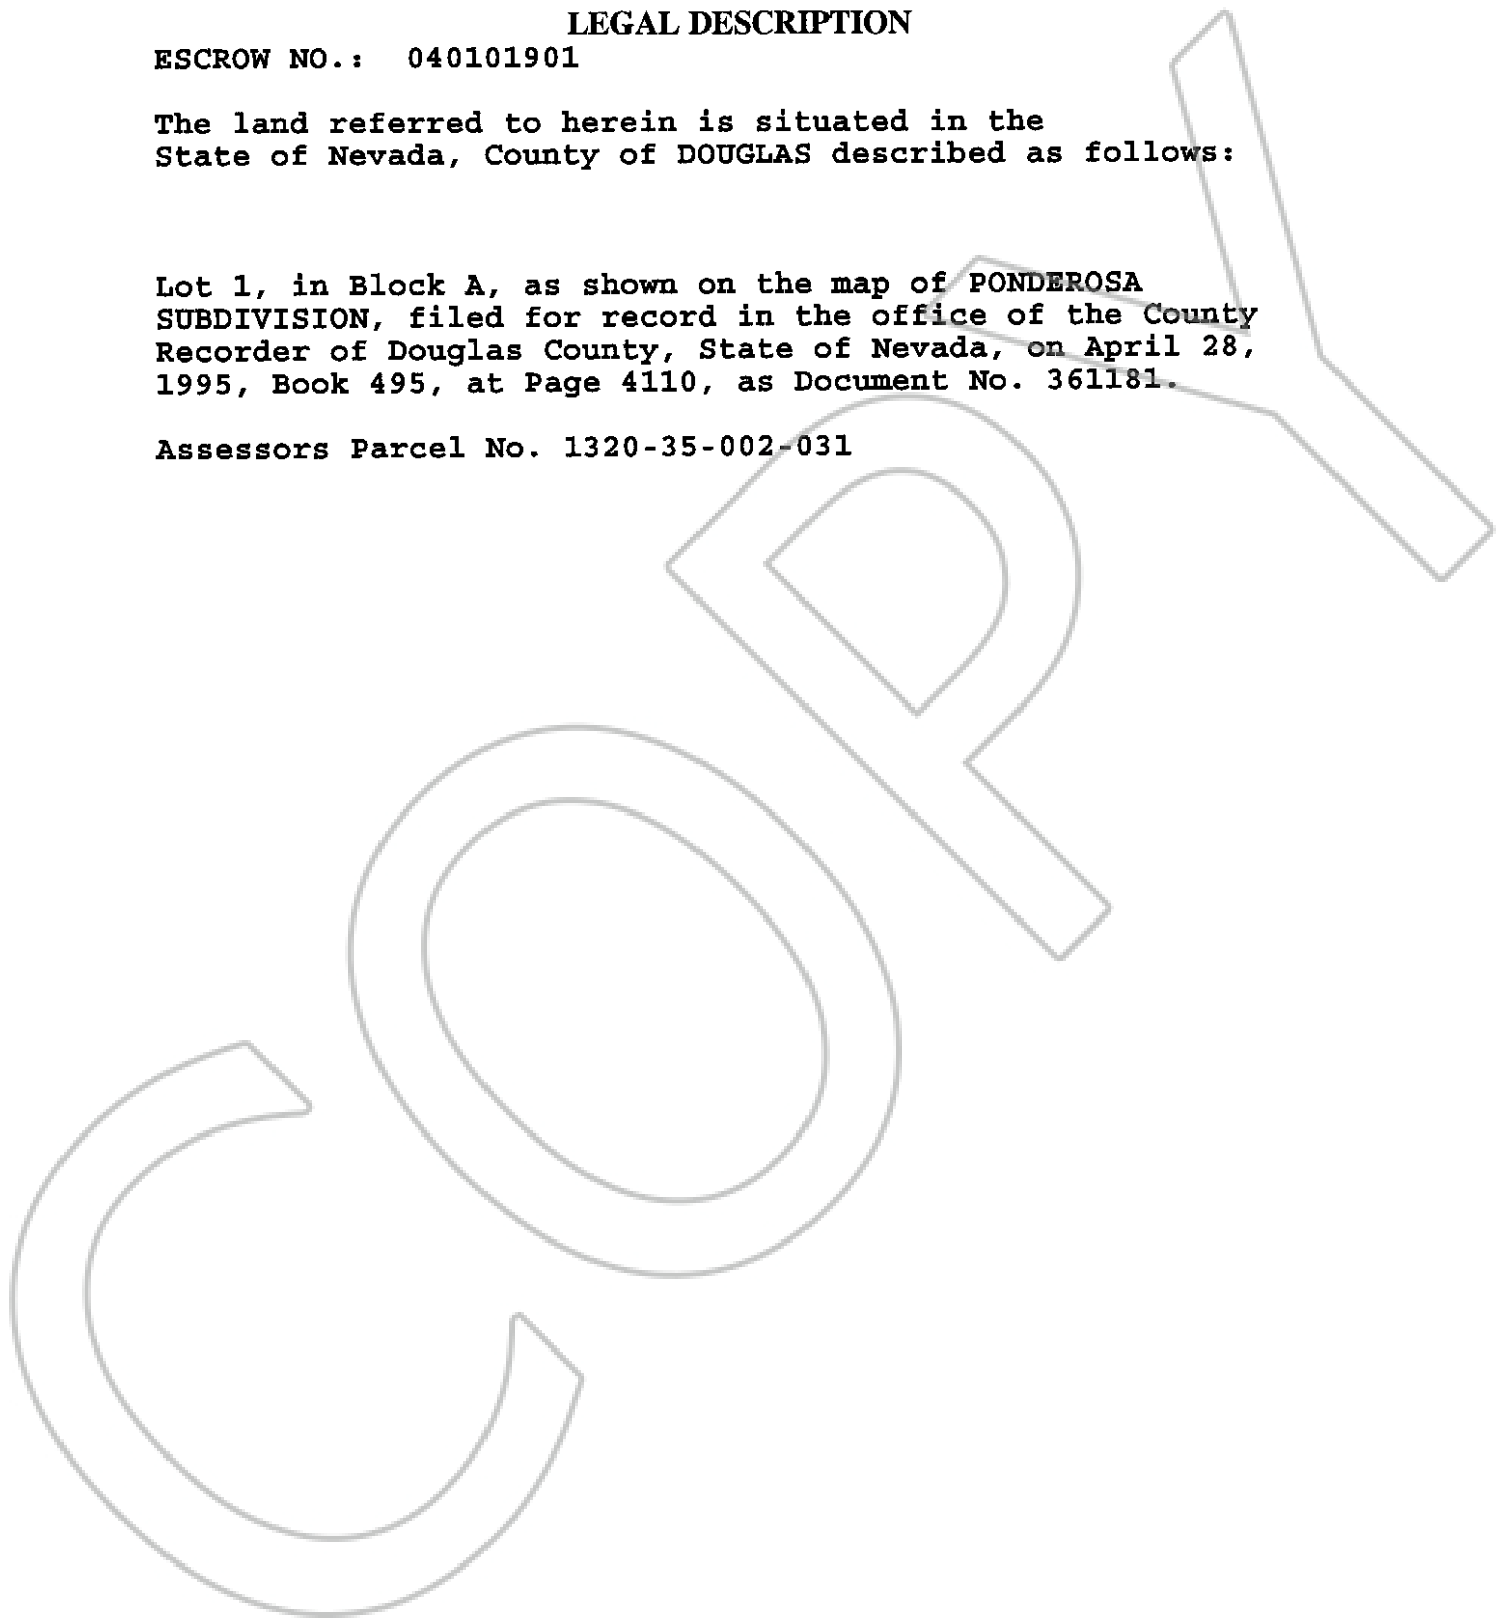 LEGAL DESCRIPTION
ESCROW NO.: 040101901
The land referred to herein is situated in the
State of Nevada, County of DOUGLAS described as follows:
Lot 1, in Block A, as shown on the map of PONDEROSA
SUBDIVISION, filed for record in the office of the County
Recorder of Douglas County, State of Nevada, on April 28,
1995, Book 495, at Page 4110, as Document No. 361181.
Assessors Parcel No. 1320-35-002-031
COPY